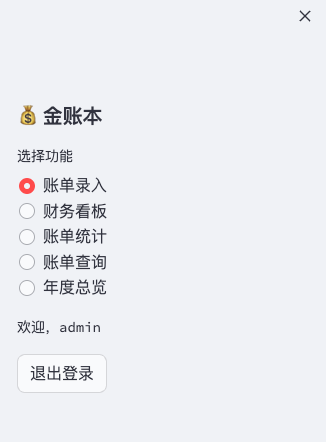 金账本
选择功能
账单录入
财务看板
账单统计
账单查询
年度总览
欢迎, admin
退出登录